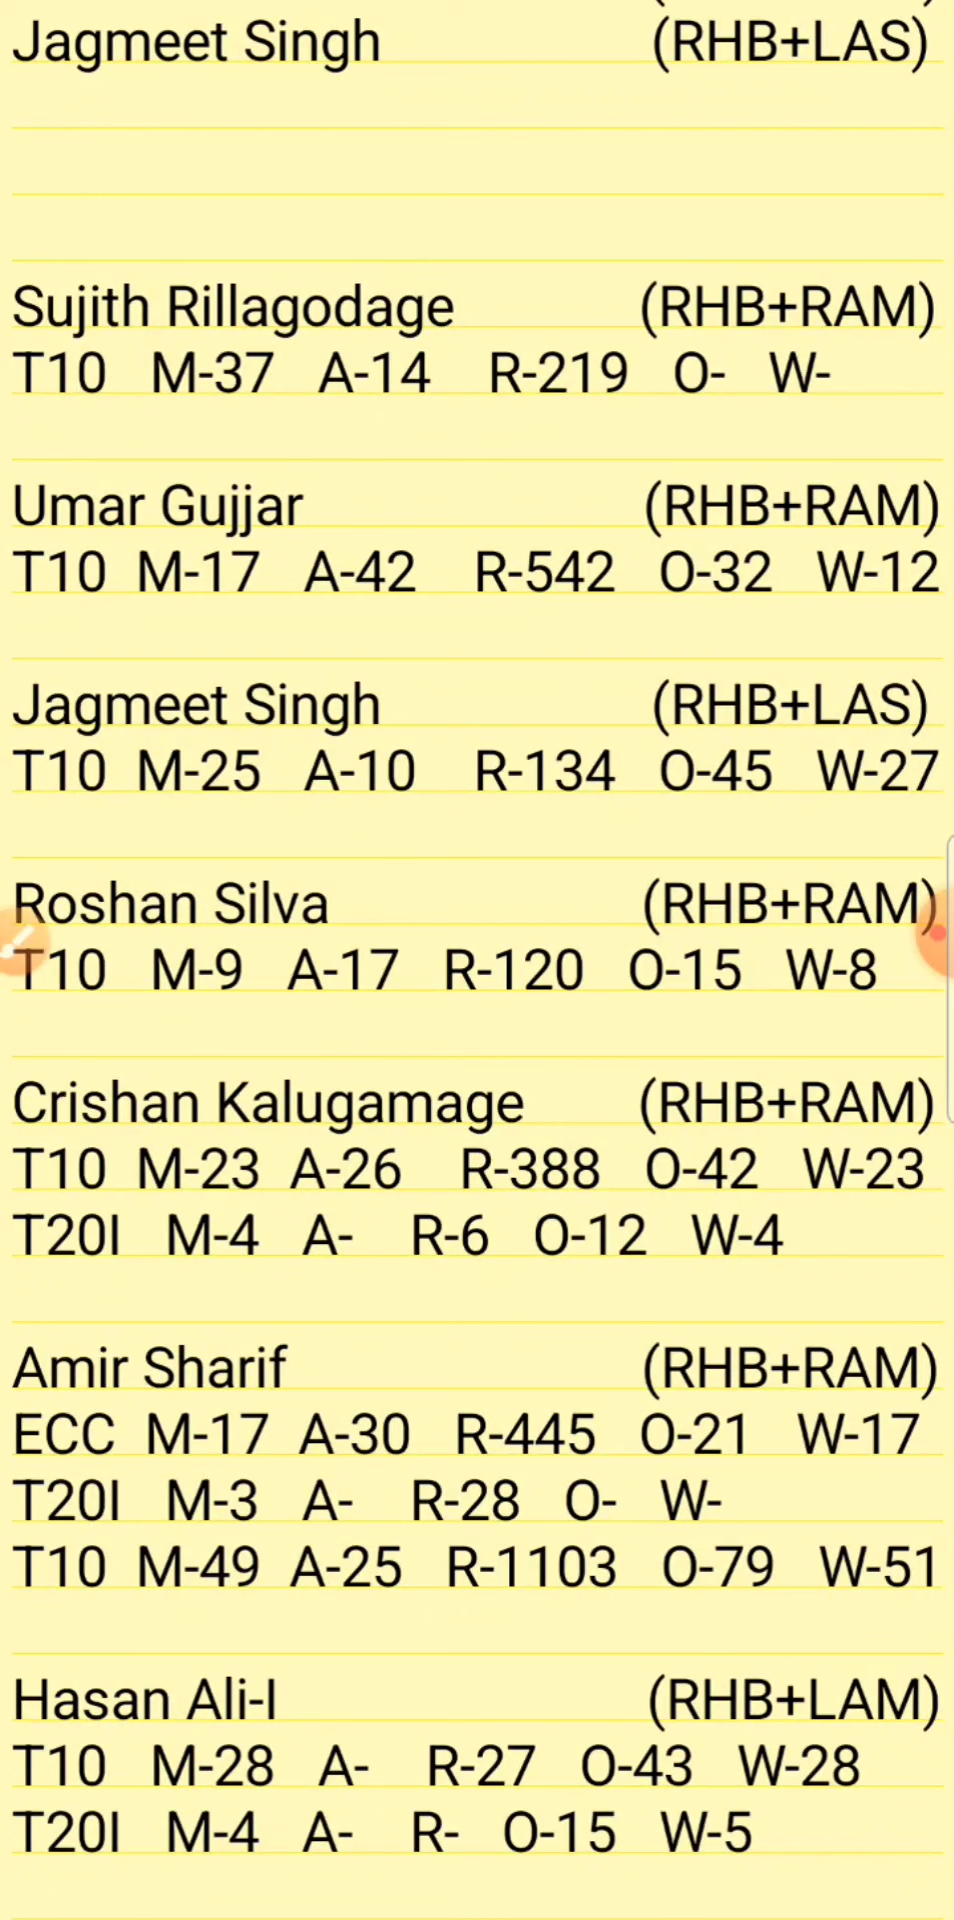 Jagmeet Singh (RHB+LAS)
Sujith Rillagodage (RHB+RAM)
T10 M-37 A-14 R-219 O- W-
Umar Gujjar (RHB+RAM)
T10 M-17 A-42 R-542 O-32 W-12
Jagmeet Singh (RHB+LAS)
T10 M-25 A-10 R-134 O-45 W-27
Roshan Silva (RHB+RAM)
T10 M-9 A-17 R-120 O-15 W-8
Crishan Kalugamage (RHB+RAM)
T10 M-23 A-26 R-388 O-42 W-23
T20I M-4 A- R-6 O-12 W-4
Amir Sharif (RHB+RAM)
ECC M-17 A-30 R-445 O-21 W-17
T20I M-3 A- R-28 O- W-
T10 M-49 A-25 R-1103 O-79 W-51
Hasan Ali-I (RHB+LAM)
T10 M-28 A- R-27 O-43 W-28
T20I M-4 A- R- O-15 W-5